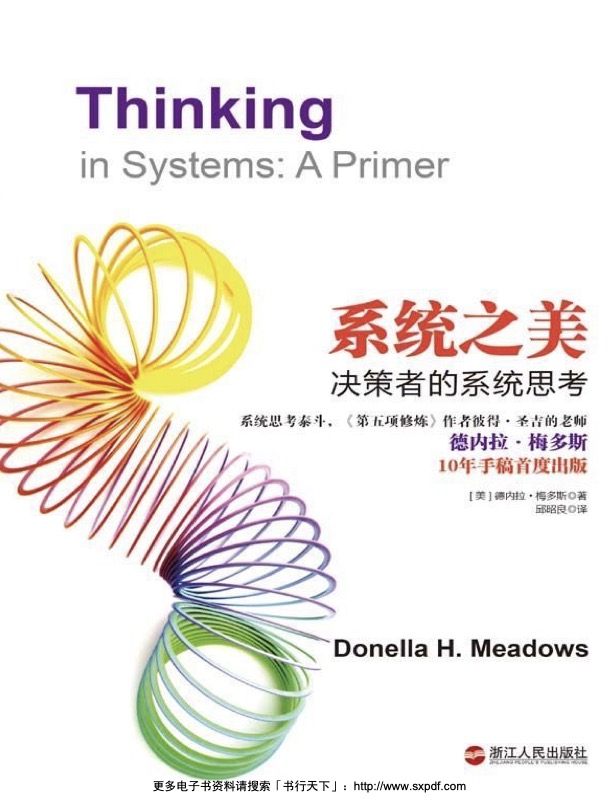 Thinking
in Systems: A Primer
系统之美
决策者的系统思考
系统思考泰斗，《第五项修炼》作者彼得·圣吉的老师
德内拉·梅多斯
10年手稿首度出版
［美］德内拉·梅多斯◎著
邱昭良◎译
Donella H. Meadows
浙江人民出版社
ZHEJIANG PEOPLE'S PUBLISHING HOUSE
更多电子书资料请搜索「书行天下」：http://www.sxpdf.com